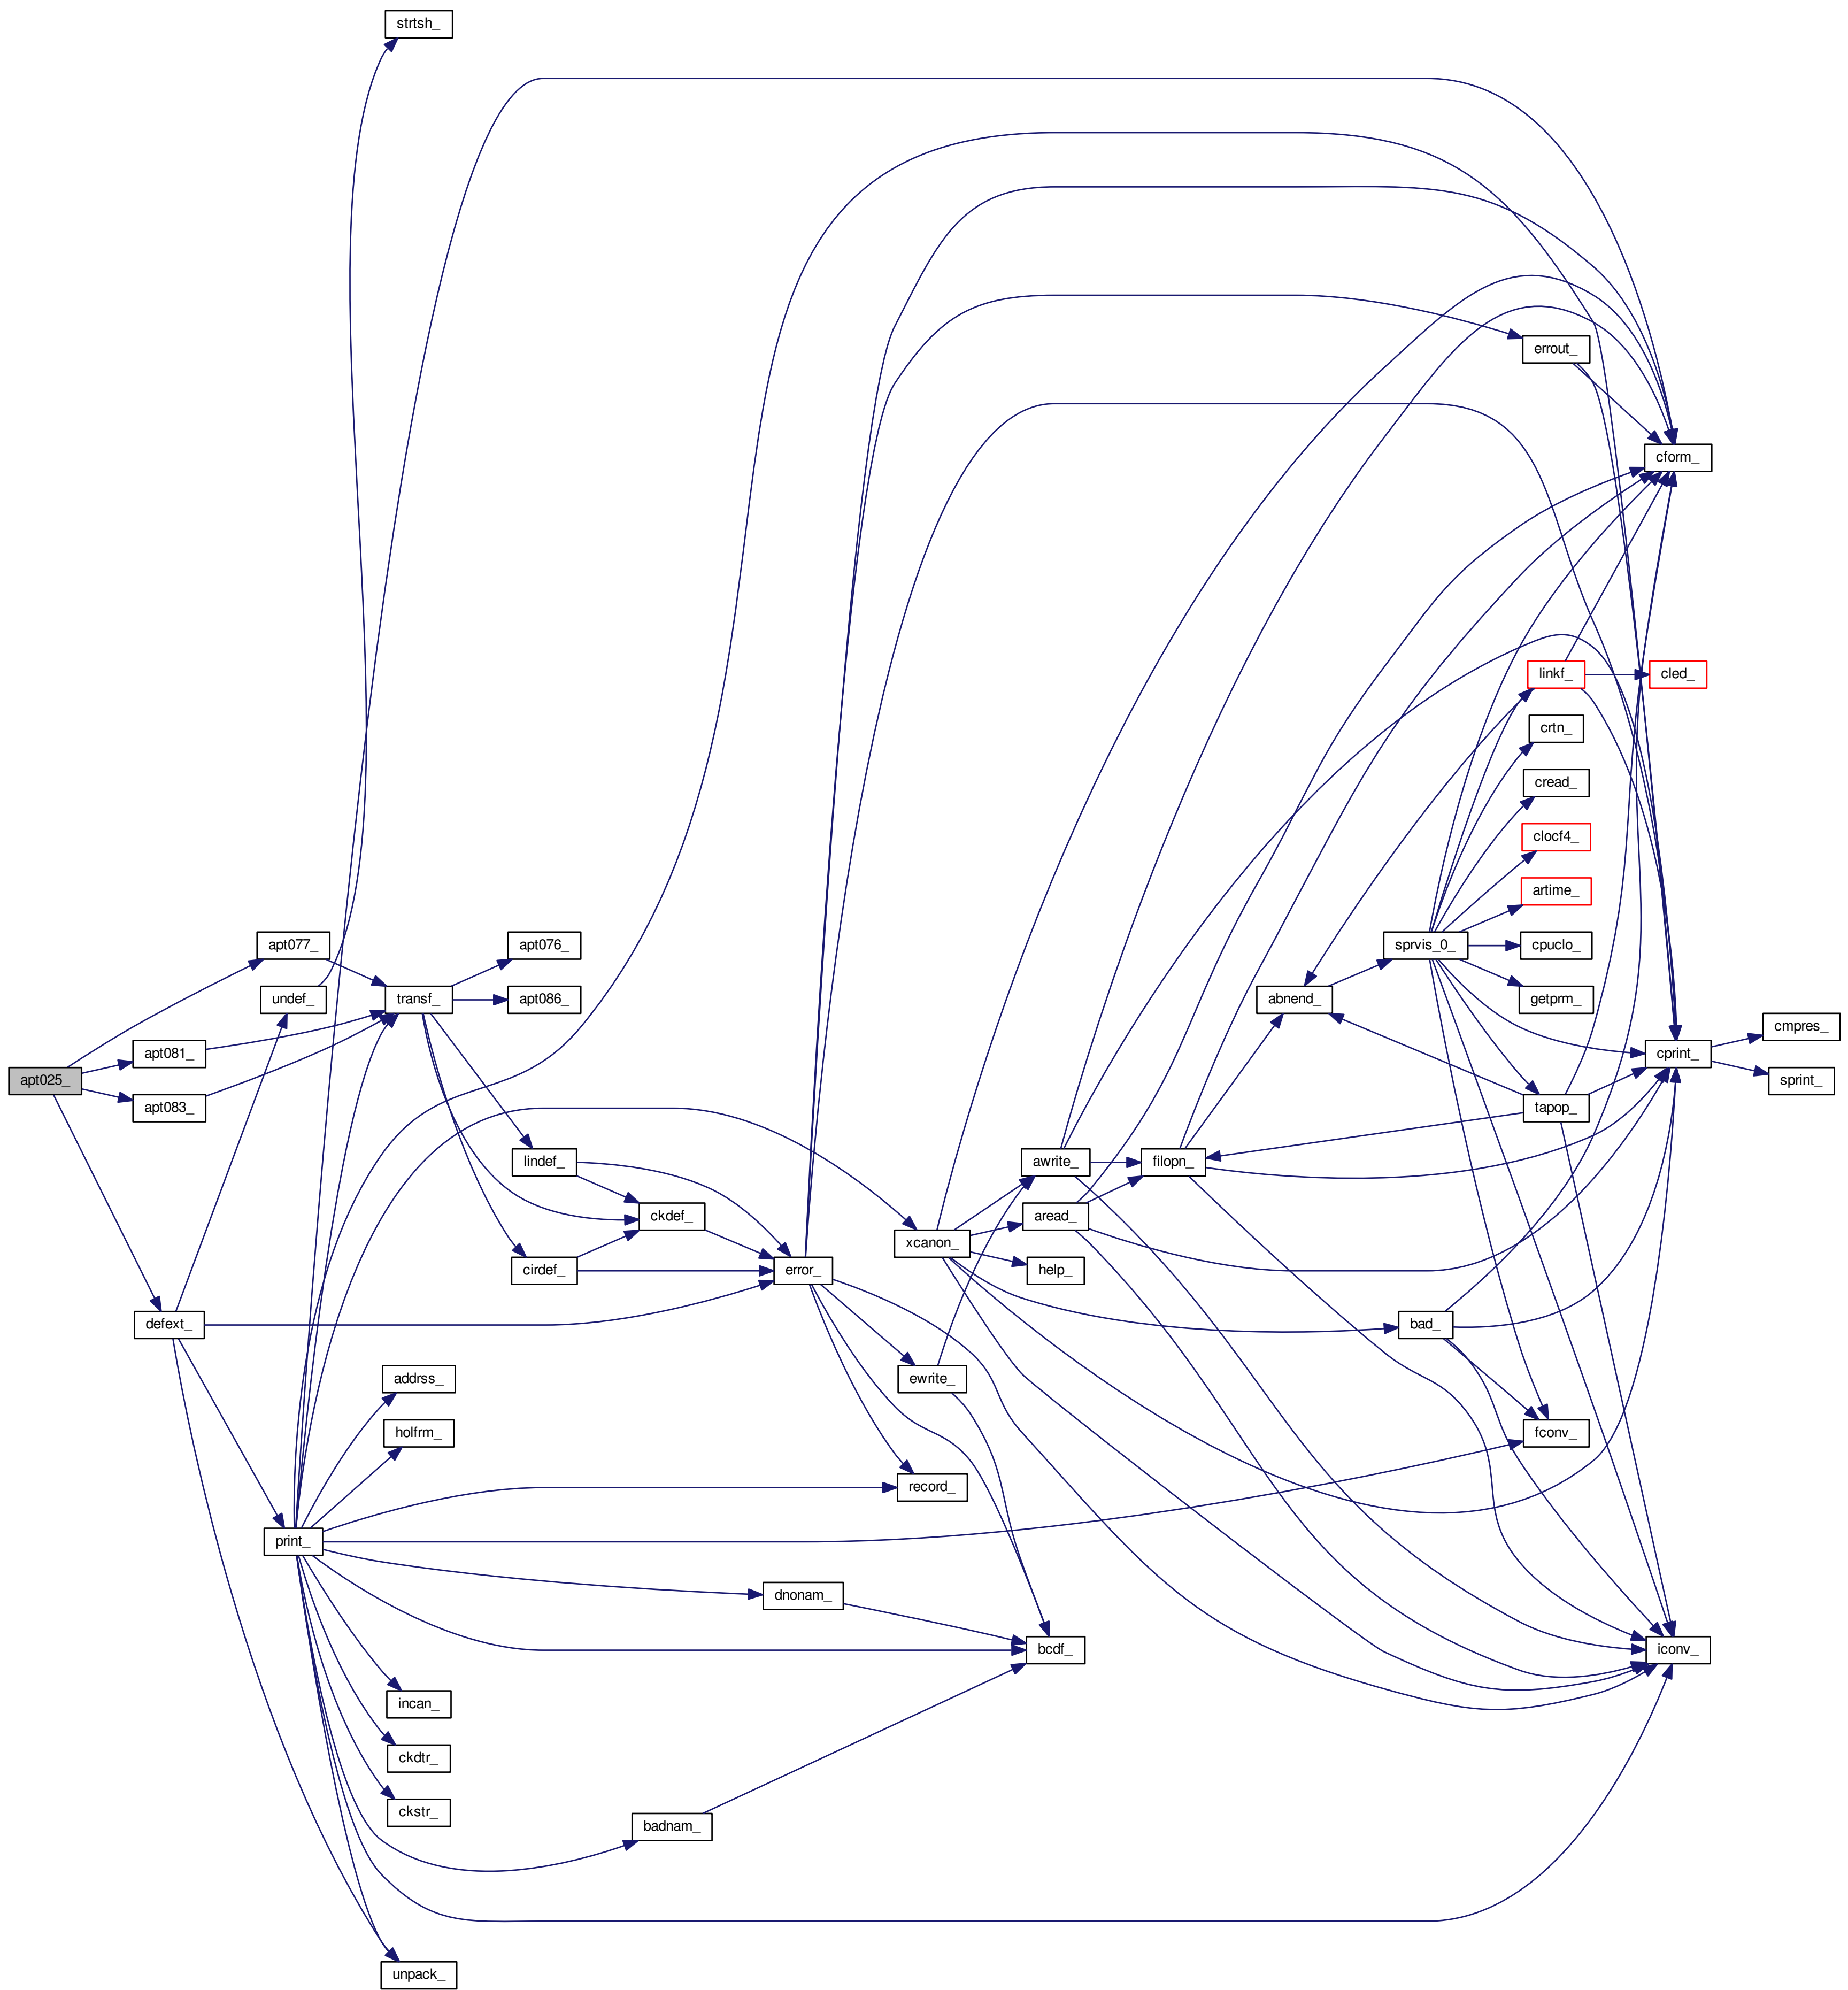 strtsh_
errout_
cform_
linkf_
cled_
crtn_
cread_
clocf4_
artime_
apt077_
apt076_
sprvis_0_
cpuclo_
undef_
transf_
apt086_
abnend_
getprm_
apt081_
cprint_
cmpres_
apt025_
sprint_
apt083_
tapop_
lindef_
awrite_
filopn_
ckdef_
aread_
xcanon_
cirdef_
error_
help_
defext_
bad_
addrss_
ewrite_
holfrm_
fconv_
record_
print_
dnonam_
bcdf_
iconv_
incan_
ckdtr_
ckstr_
badnam_
unpack_